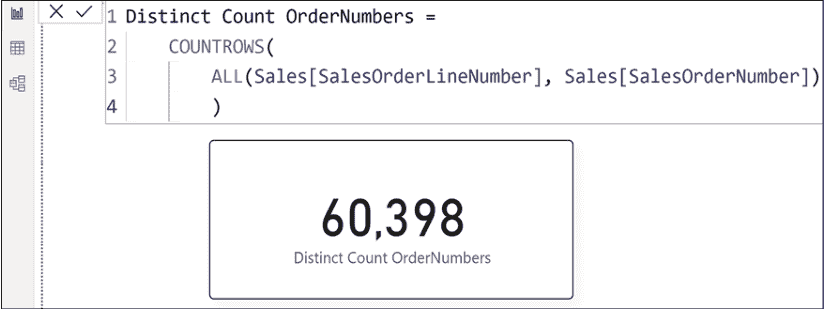 1 Distinct Count OrderNumbers =
2 COUNTROWS(
3 ALL(Sales[SalesOrderLineNumber], Sales[SalesOrderNumber])
4 )
60,398
Distinct Count OrderNumbers